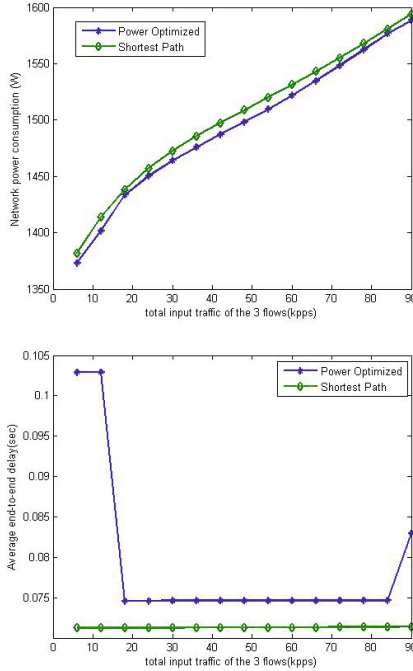 1600
Power Optimized
Shortest Path
1550
Network power consumption (W)
1500
1450
1400
1350
0 10 20 30 40 50 60 70 80 90
total input traffic of the 3 flows(kpps)
0.105
Power Optimized
Shortest Path
0.1
0.095
0.09
Average end-to-end delay(sec)
0.085
0.08
0.075
0 10 20 30 40 50 60 70 80 90
total input traffic of the 3 flows(kpps)